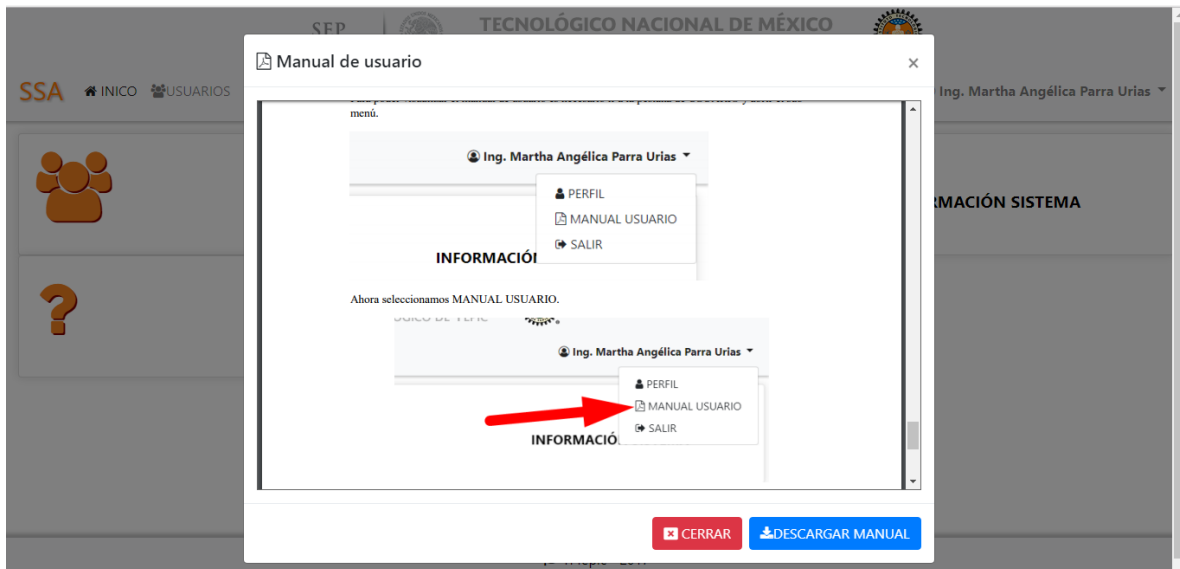 SEP
TECNOLÓGICO NACIONAL DE MÉXICO
Manual de usuario
×
SSA INICO USUARIOS
Ing. Martha Angélica Parra Urias
menú.
Ing. Martha Angélica Parra Urias
PERFIL
MANUAL USUARIO
SALIR
INFORMACIÓN
RMACIÓN SISTEMA
Ahora seleccionamos MANUAL USUARIO.
Ing. Martha Angélica Parra Urias
PERFIL
MANUAL USUARIO
SALIR
INFORMACIÓ
CERRAR
DESCARGAR MANUAL